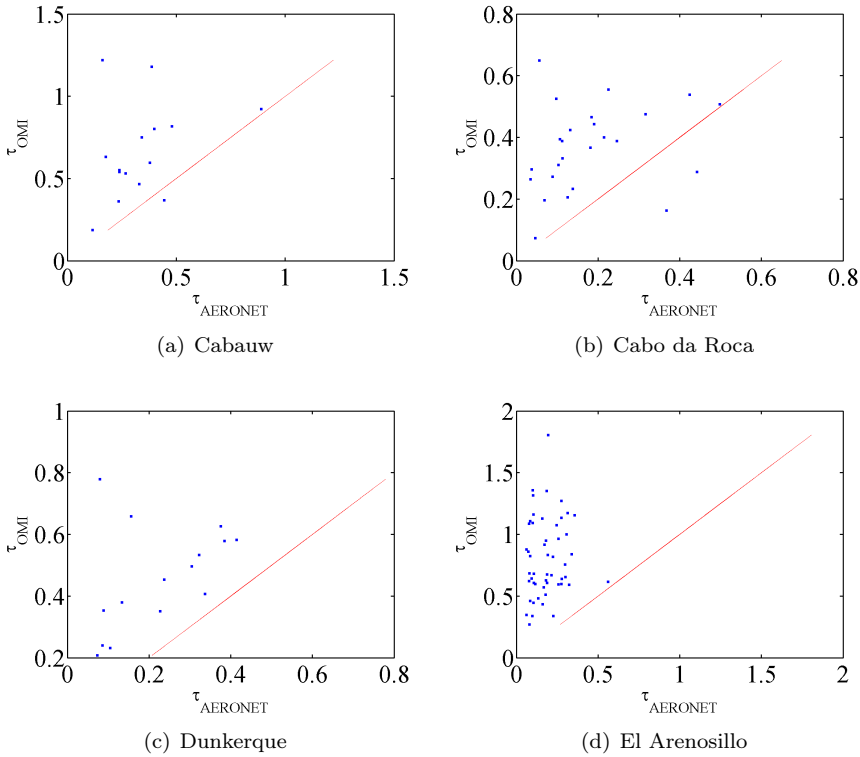 1.5
1
0.5
0
0 0.5 1 1.5
τOMI
τAERONET
(a) Cabauw
0.8
0.6
0.4
0.2
0
0 0.2 0.4 0.6 0.8
τOMI
τAERONET
(b) Cabo da Roca
1
0.8
0.6
0.4
0.2
0 0.2 0.4 0.6 0.8
τOMI
τAERONET
(c) Dunkerque
2
1.5
1
0.5
0
0 0.5 1 1.5 2
τOMI
τAERONET
(d) El Arenosillo